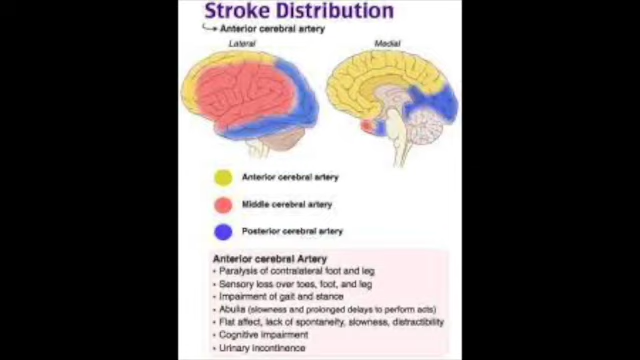 Stroke Distribution
Anterior cerebral artery
Lateral
Medial
Anterior cerebral artery
Middle cerebral artery
Posterior cerebral artery
Anterior cerebral Artery
• Paralysis of contralateral foot and leg
• Sensory loss over toes, foot, and leg
• Impairment of gait and stance
• Abulia (slowness and prolonged delays to perform acts)
• Flat affect, lack of spontaneity, slowness, distractibility
• Cognitive impairment
• Urinary incontinence